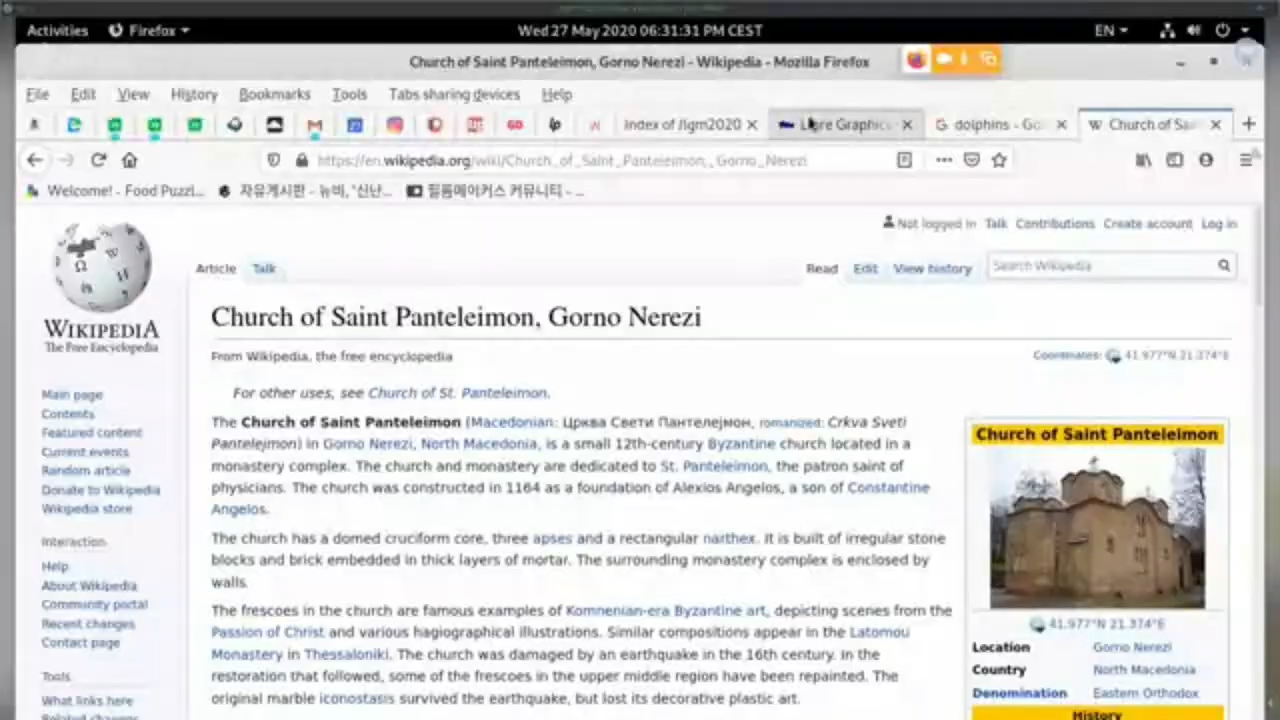 Activities Firefox Wed 27 May 2020 06:31:31 PM CEST EN
Church of Saint Panteleimon, Gorno Nerezi - Wikipedia - Mozilla Firefox
File Edit View History Bookmarks Tools Tabs sharing devices Help
Index of /lgm2020 Libre Graphics dolphins - Go Church of Sai
https://en.wikipedia.org/wiki/Church_of_Saint_Panteleimon,_Gorno_Nerezi
Welcome! - Food Puzzl... 자유게시판 - 뉴비, '신난... 필름메이커스 커뮤니티 - ...
Not logged in Talk Contributions Create account Log in
Article Talk Read Edit View history Search Wikipedia
WIKIPEDIA
The Free Encyclopedia
Main page
Contents
Featured content
Current events
Random article
Donate to Wikipedia
Wikipedia store
Interaction
Help
About Wikipedia
Community portal
Recent changes
Contact page
Tools
What links here
Related changes
Church of Saint Panteleimon, Gorno Nerezi
From Wikipedia, the free encyclopedia
Coordinates: 41.977°N 21.374°E
For other uses, see Church of St. Panteleimon.
The Church of Saint Panteleimon (Macedonian: Црква Свети Пантелејмон, romanized: Crkva Sveti
Pantelejmon) in Gorno Nerezi, North Macedonia, is a small 12th-century Byzantine church located in a
monastery complex. The church and monastery are dedicated to St. Panteleimon, the patron saint of
physicians. The church was constructed in 1164 as a foundation of Alexios Angelos, a son of Constantine
Angelos.
The church has a domed cruciform core, three apses and a rectangular narthex. It is built of irregular stone
blocks and brick embedded in thick layers of mortar. The surrounding monastery complex is enclosed by
walls.
The frescoes in the church are famous examples of Komnenian-era Byzantine art, depicting scenes from the
Passion of Christ and various hagiographical illustrations. Similar compositions appear in the Latomou
Monastery in Thessaloniki. The church was damaged by an earthquake in the 16th century. In the
restoration that followed, some of the frescoes in the upper middle region have been repainted. The
original marble iconostasis survived the earthquake, but lost its decorative plastic art.
Church of Saint Panteleimon
41.977°N 21.374°E
Location Gorno Nerezi
Country North Macedonia
Denomination Eastern Orthodox
History